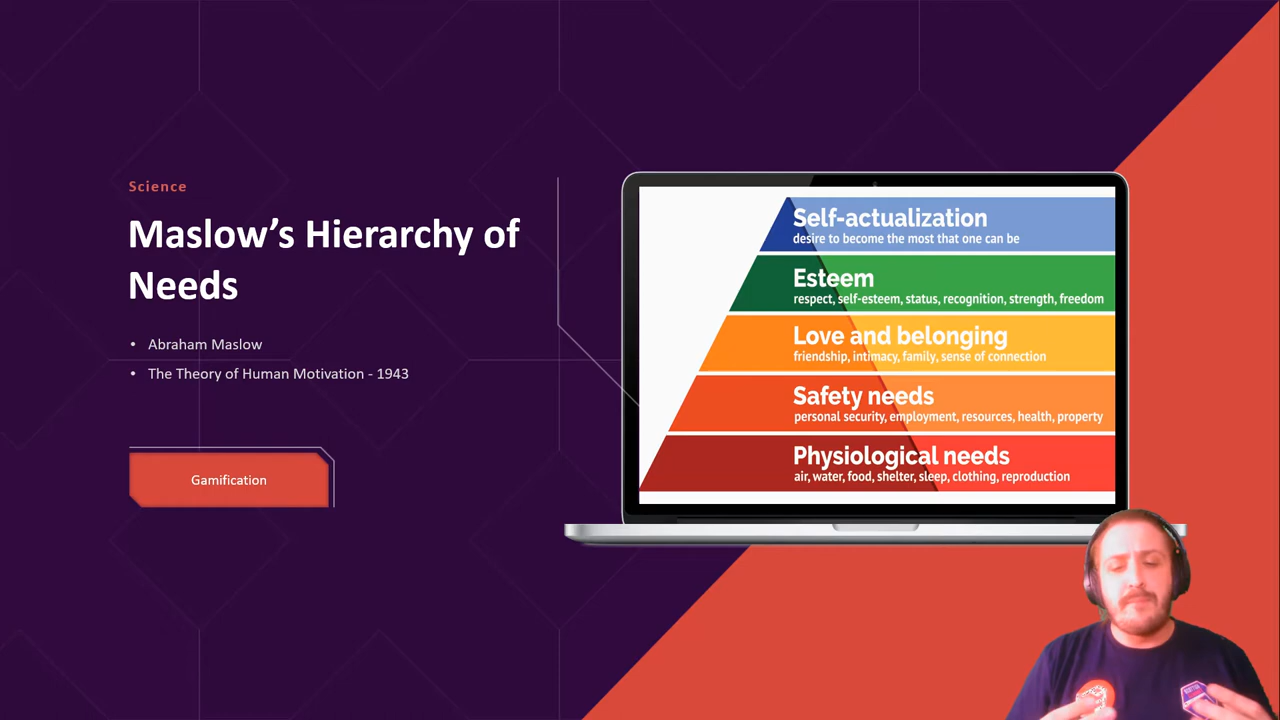 Science
Maslow’s Hierarchy of
Needs
• Abraham Maslow
• The Theory of Human Motivation - 1943
Gamification
Self-actualization
desire to become the most that one can be
Esteem
respect, self-esteem, status, recognition, strength, freedom
Love and belonging
friendship, intimacy, family, sense of connection
Safety needs
personal security, employment, resources, health, property
Physiological needs
air, water, food, shelter, sleep, clothing, reproduction